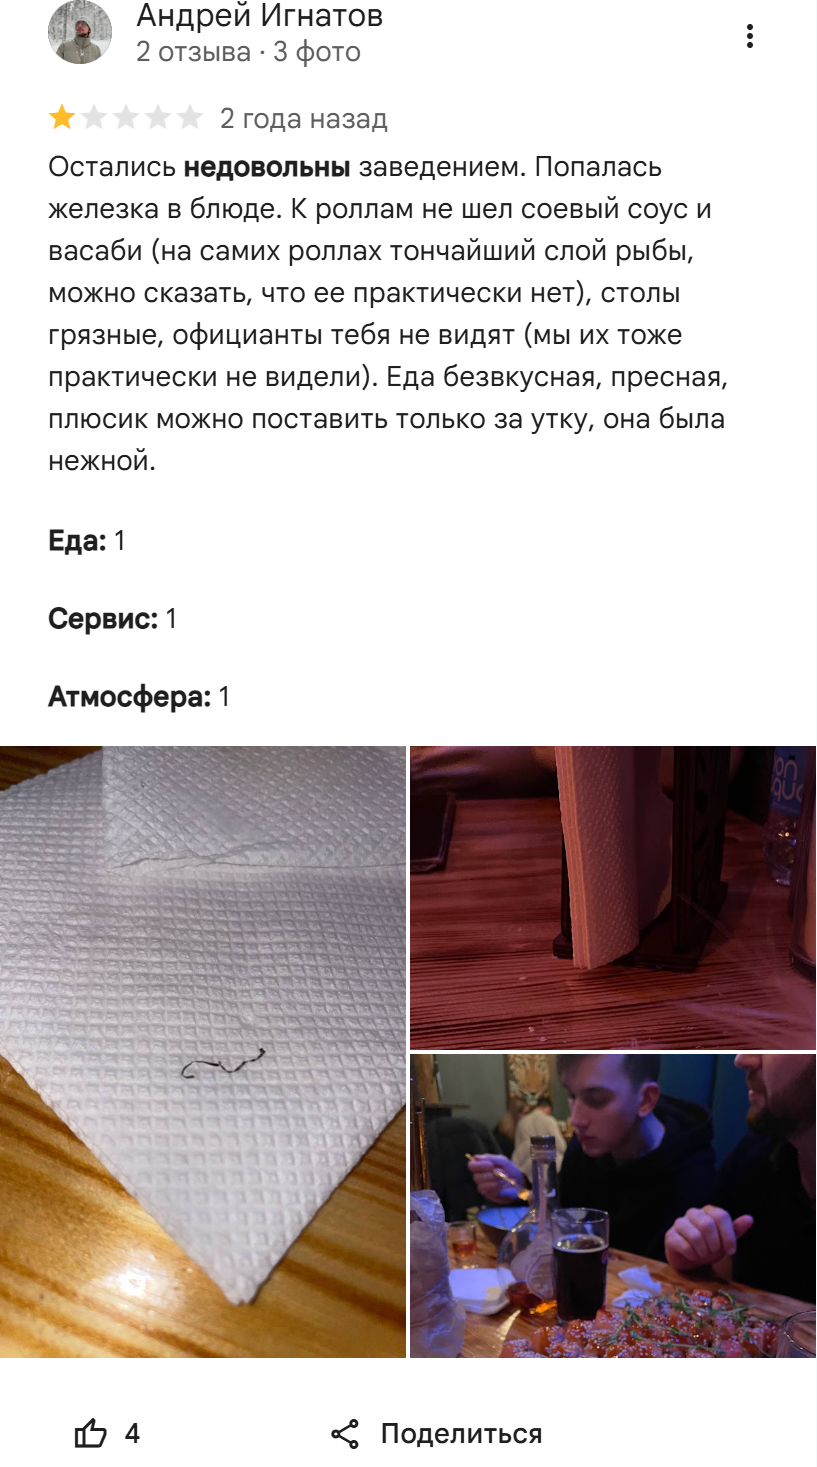 Андрей Игнатов
2 отзыва · 3 фото
2 года назад
Остались недовольны заведением. Попалась
железка в блюде. К роллам не шел соевый соус и
васаби (на самих роллах тончайший слой рыбы,
можно сказать, что ее практически нет), столы
грязные, официанты тебя не видят (мы их тоже
практически не видели). Еда безвкусная, пресная,
плюсик можно поставить только за утку, она была
нежной.
Еда: 1
Сервис: 1
Атмосфера: 1
4
Поделиться